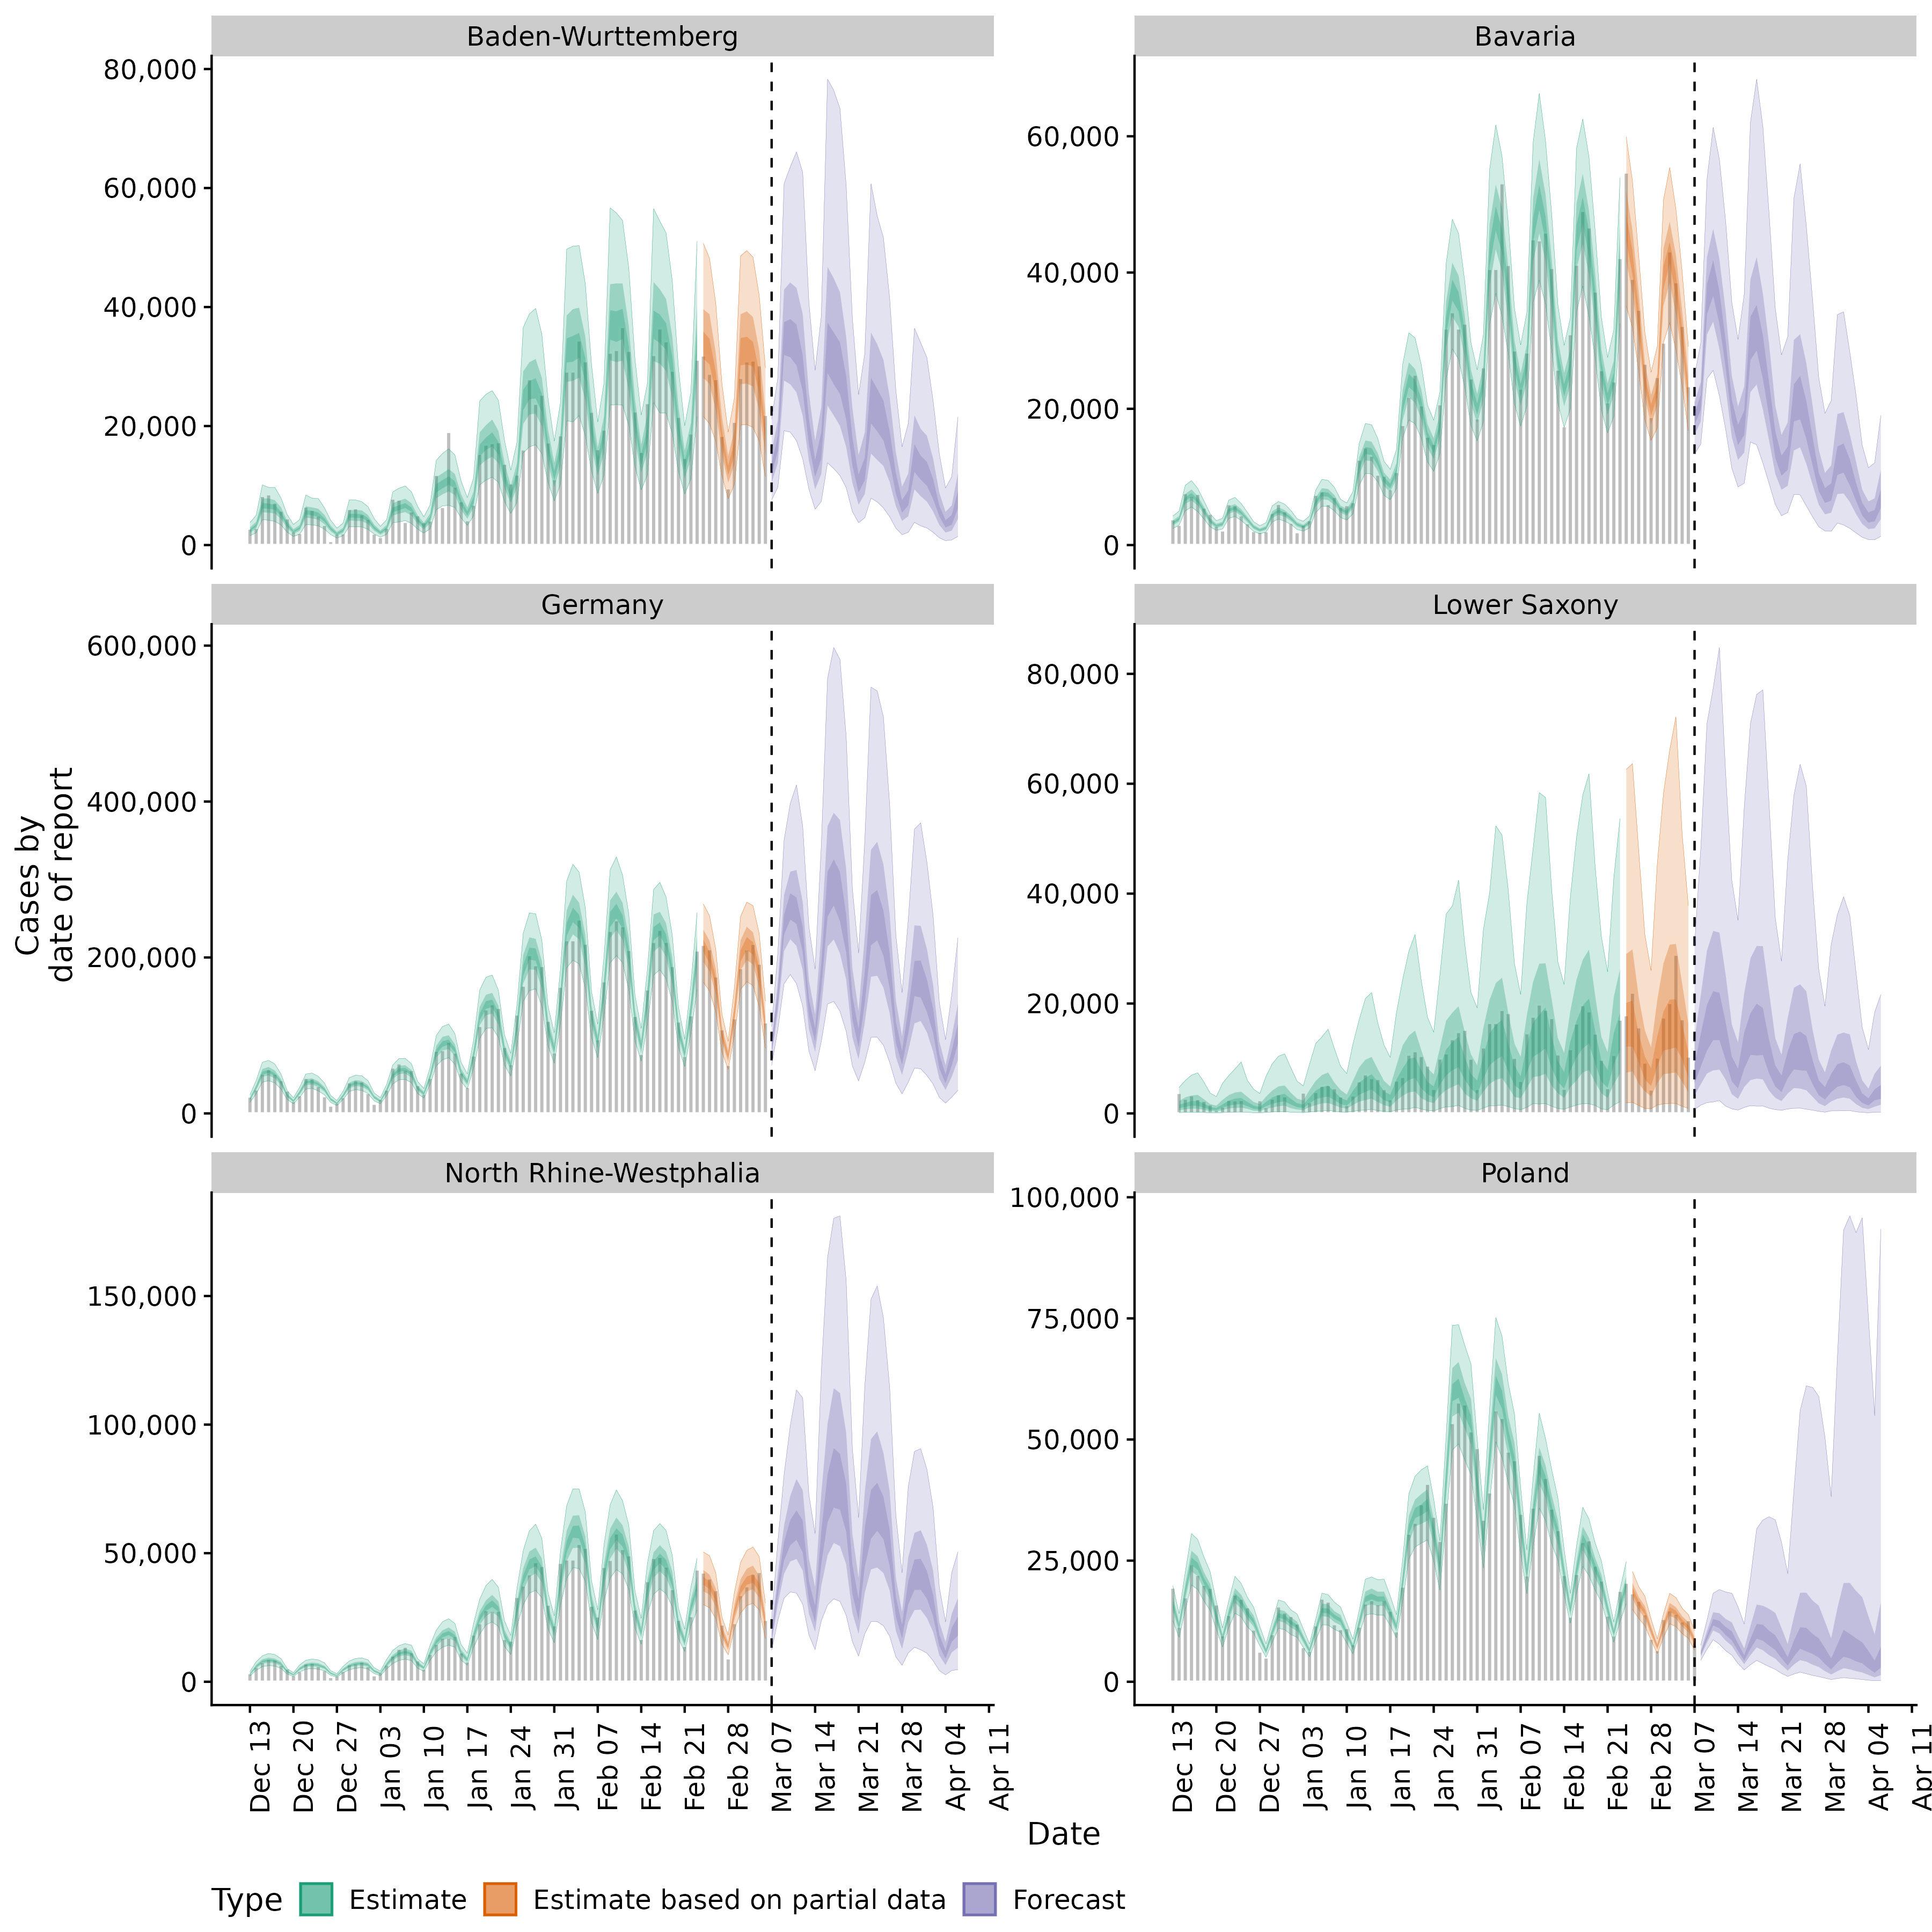 Baden-Wurttemberg
80,000
60,000
40,000
20,000
0
Bavaria
60,000
40,000
20,000
0
Germany
600,000
400,000
200,000
0
Lower Saxony
80,000
60,000
40,000
20,000
0
North Rhine-Westphalia
150,000
100,000
50,000
0
Poland
100,000
75,000
50,000
25,000
0
Cases by
date of report
Dec 13
Dec 20
Dec 27
Jan 03
Jan 10
Jan 17
Jan 24
Jan 31
Feb 07
Feb 14
Feb 21
Feb 28
Mar 07
Mar 14
Mar 21
Mar 28
Apr 04
Apr 11
Dec 13
Dec 20
Dec 27
Jan 03
Jan 10
Jan 17
Jan 24
Jan 31
Feb 07
Feb 14
Feb 21
Feb 28
Mar 07
Mar 14
Mar 21
Mar 28
Apr 04
Apr 11
Date
Type Estimate Estimate based on partial data Forecast